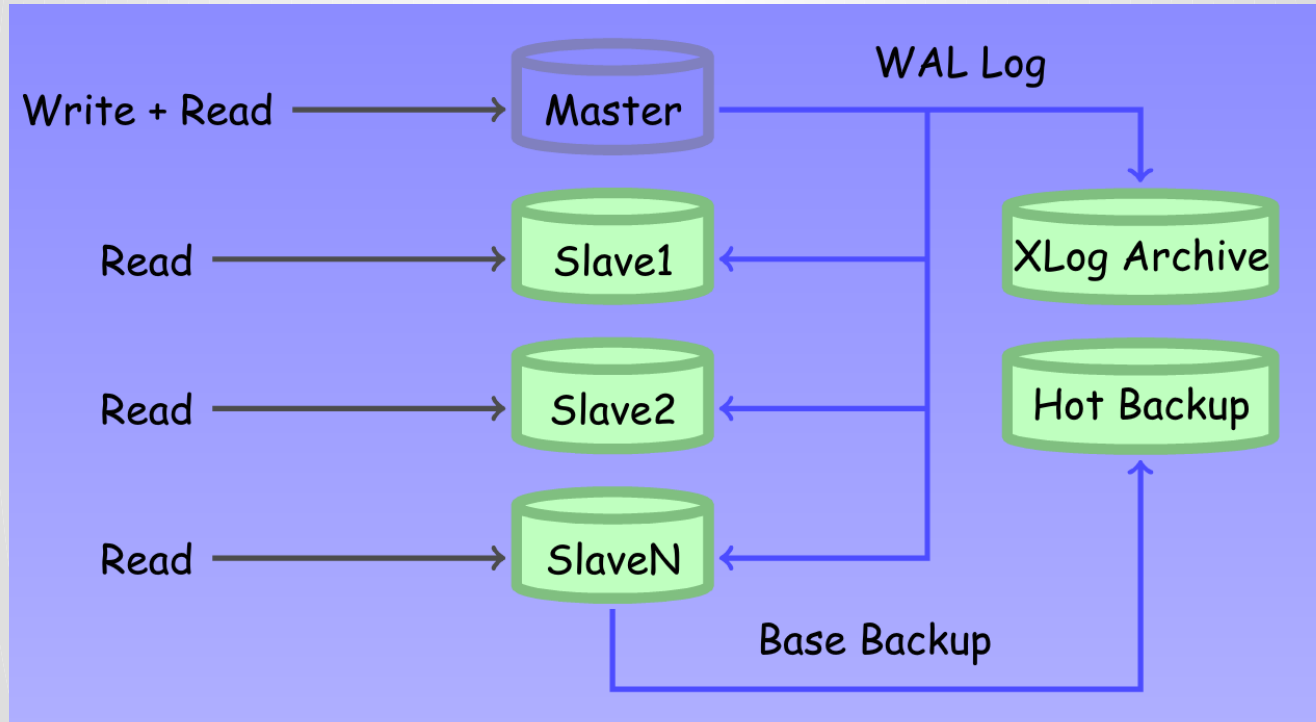 WAL Log
Write + Read
Master
Read
Slave1
XLog Archive
Read
Slave2
Hot Backup
Read
SlaveN
Base Backup